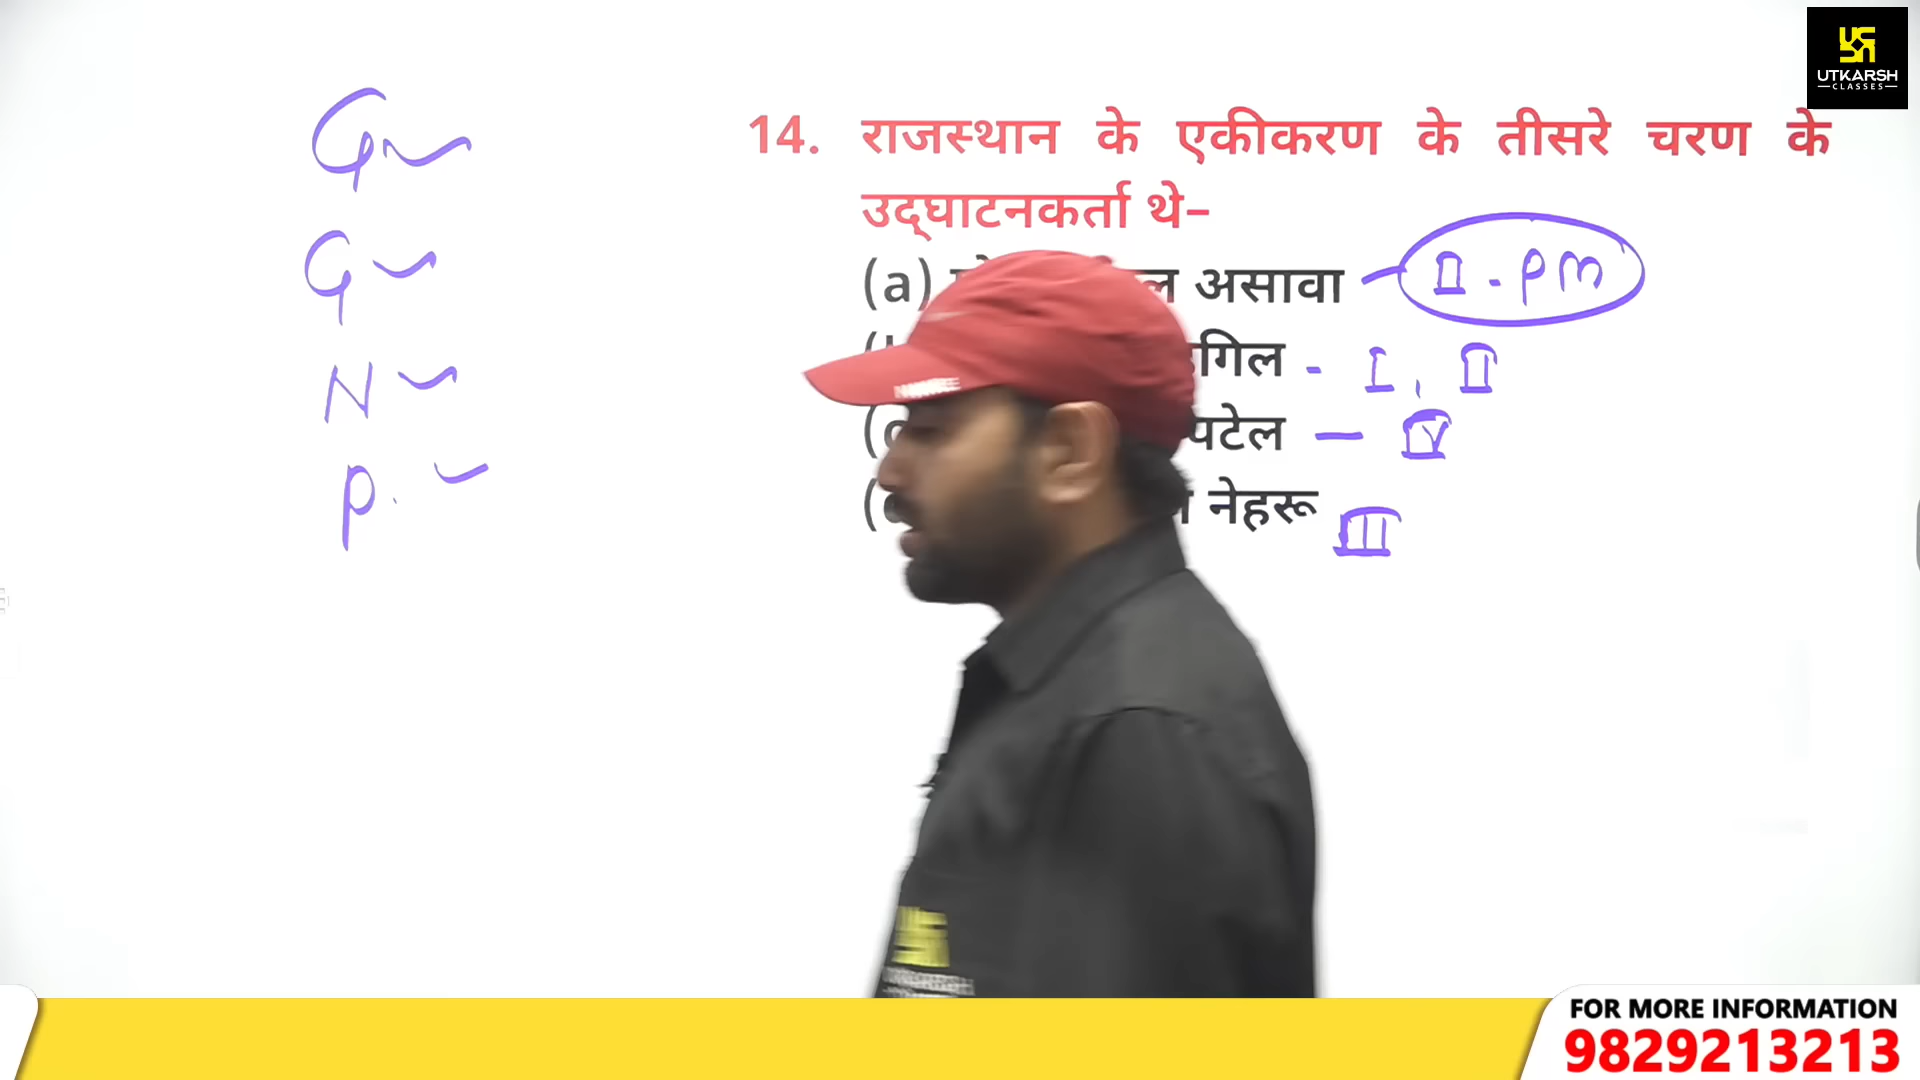 UTKARSH
CLASSES
14. राजस्थान के एकीकरण के तीसरे चरण के
उद्घाटनकर्ता थे–
(a) असावा - II - PM
- I, II
पटेल - IV
नेहरू III
G
G
N
P.
FOR MORE INFORMATION
9829213213